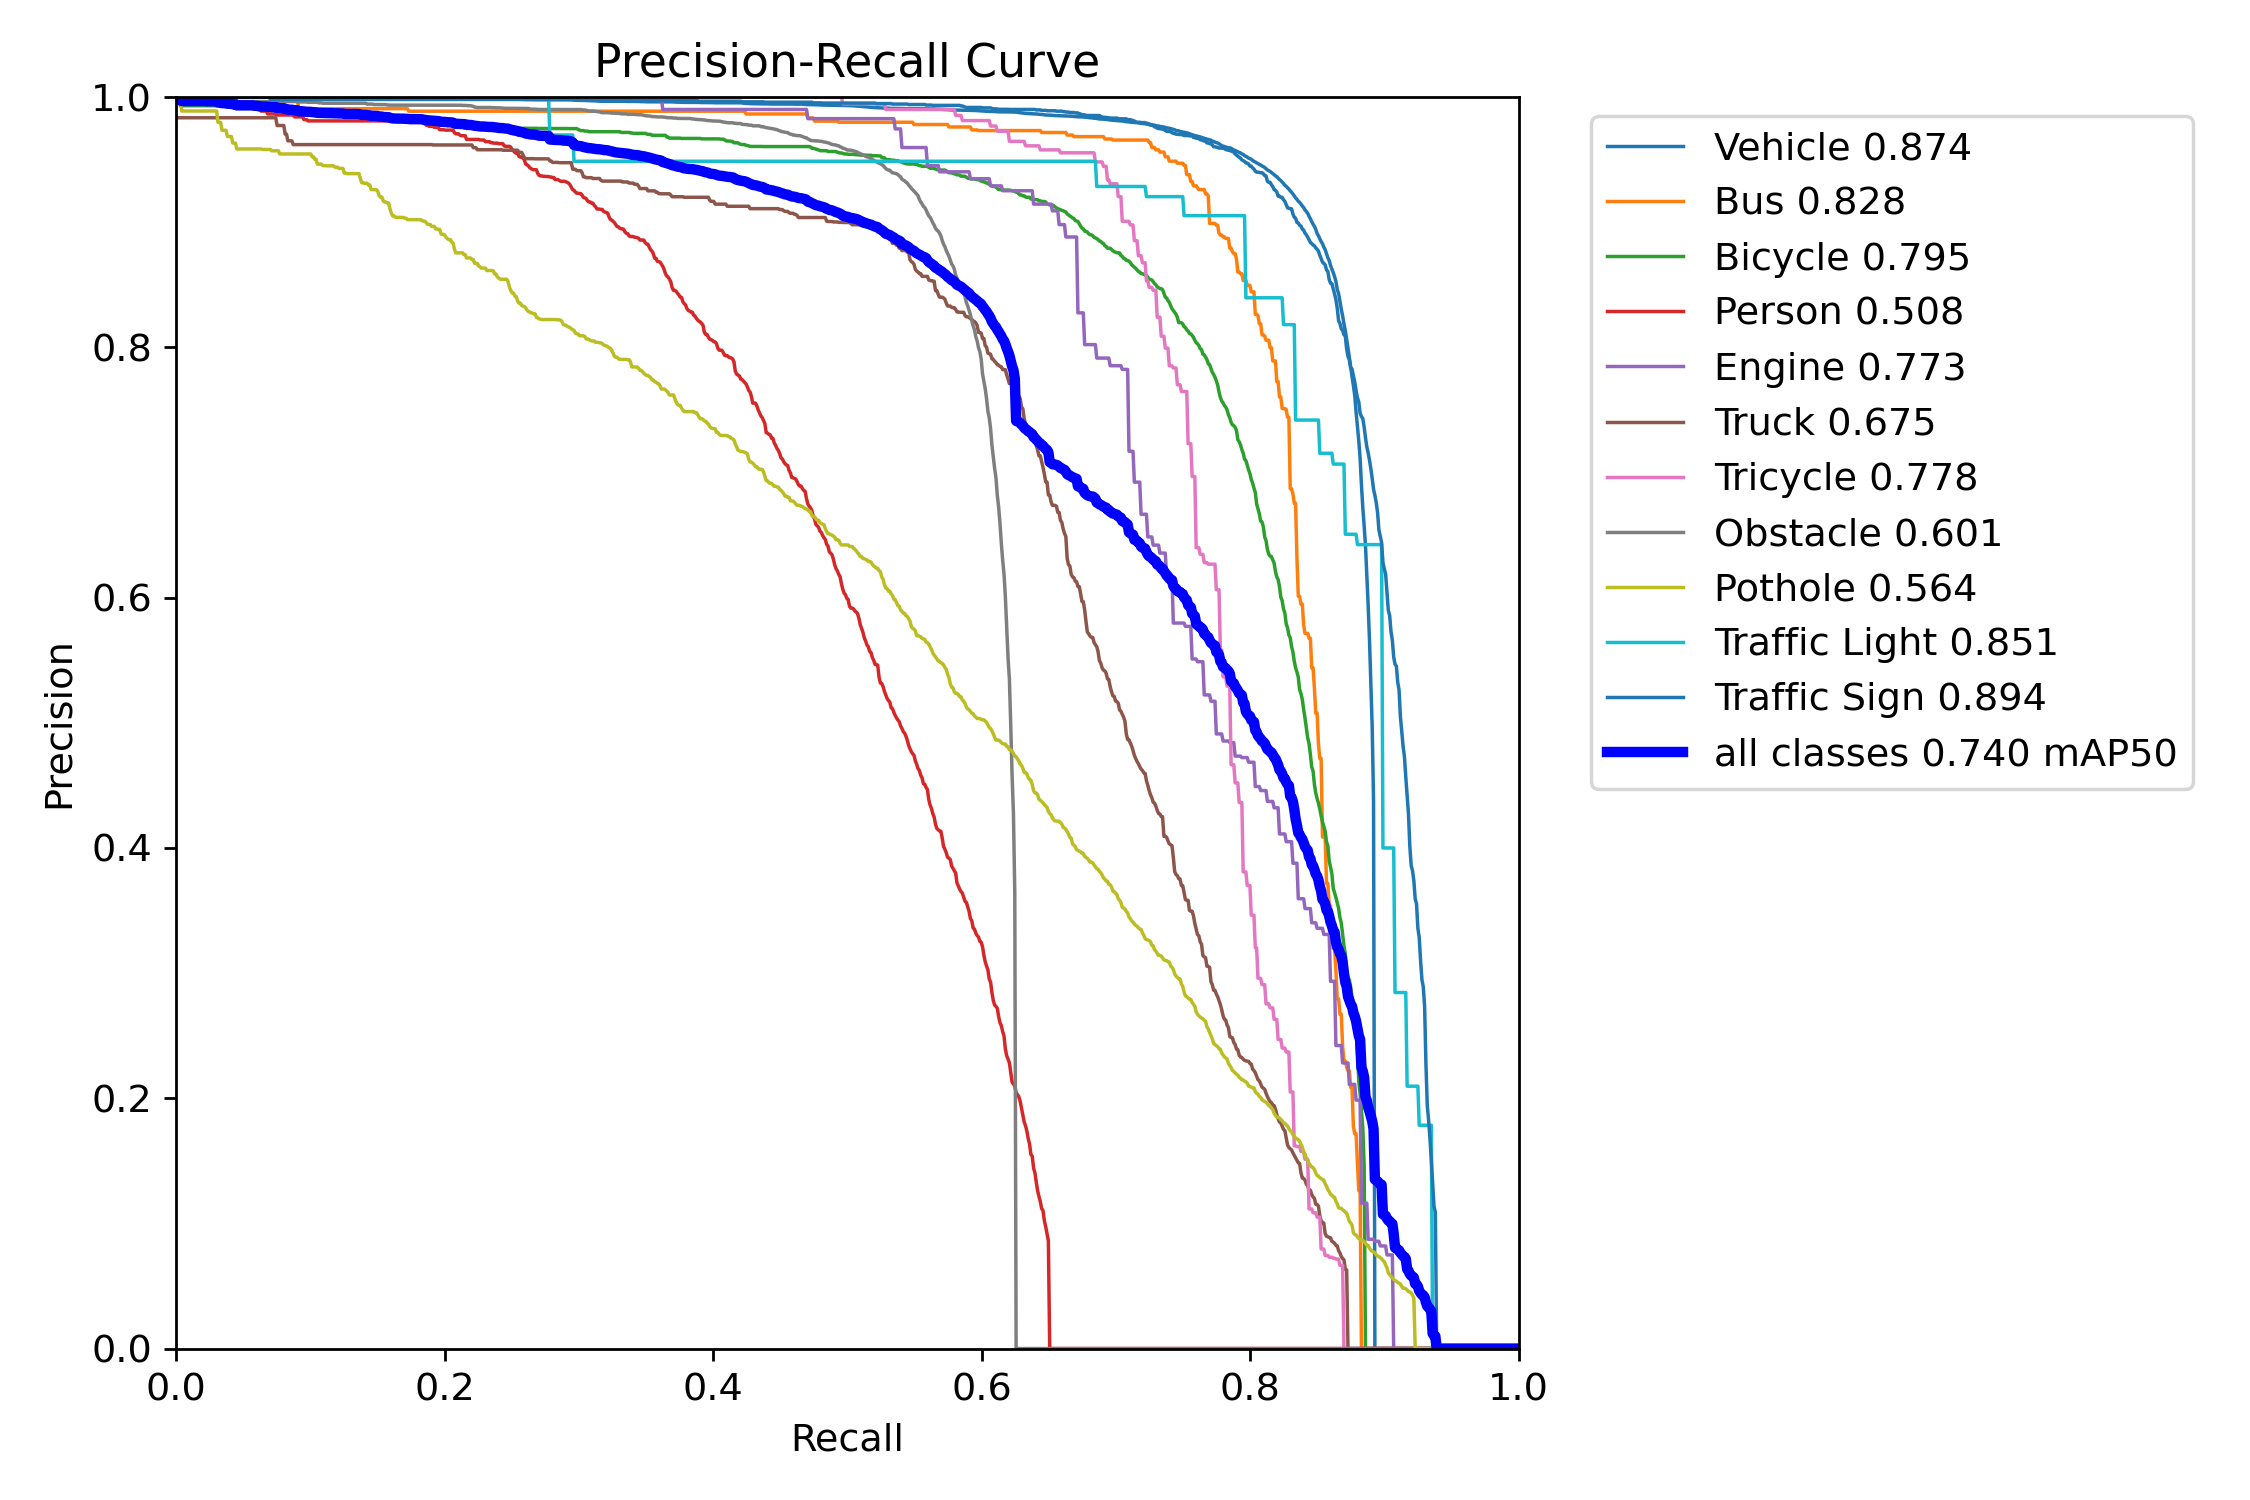 Precision-Recall Curve
1.0
0.8
0.6
0.4
0.2
0.0
Precision
0.0 0.2 0.4 0.6 0.8 1.0
Recall
Vehicle 0.874
Bus 0.828
Bicycle 0.795
Person 0.508
Engine 0.773
Truck 0.675
Tricycle 0.778
Obstacle 0.601
Pothole 0.564
Traffic Light 0.851
Traffic Sign 0.894
all classes 0.740 mAP50